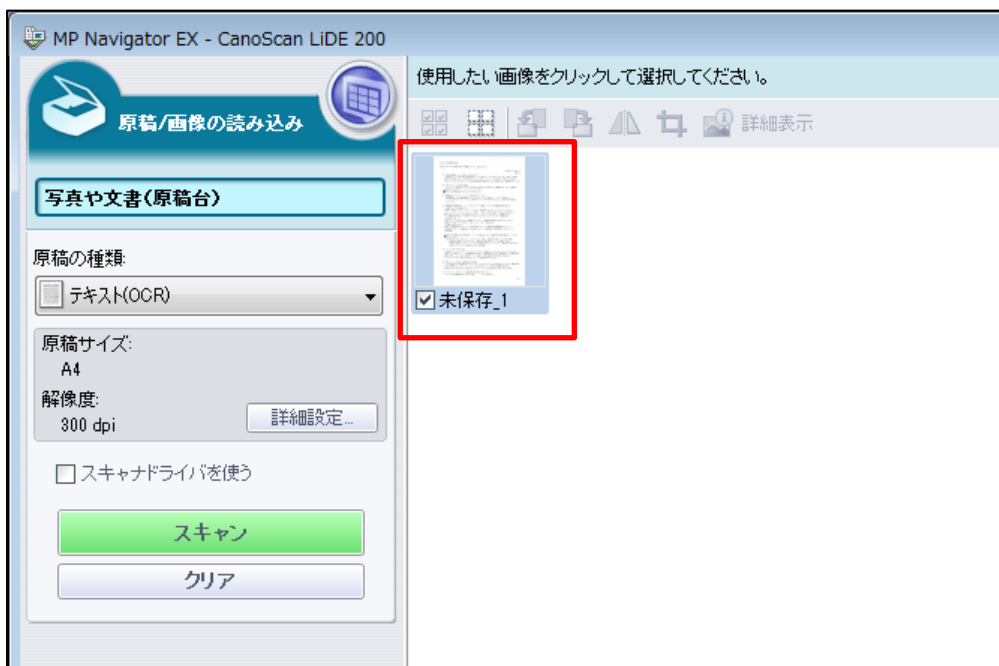 MP Navigator EX - CanoScan LiDE 200
原稿/画像の読み込み
使用したい画像をクリックして選択してください。
詳細表示
写真や文書(原稿台)
原稿の種類:
テキスト(OCR)
未保存_1
原稿サイズ:
A4
解像度:
300 dpi
詳細設定...
スキャナドライバを使う
スキャン
クリア